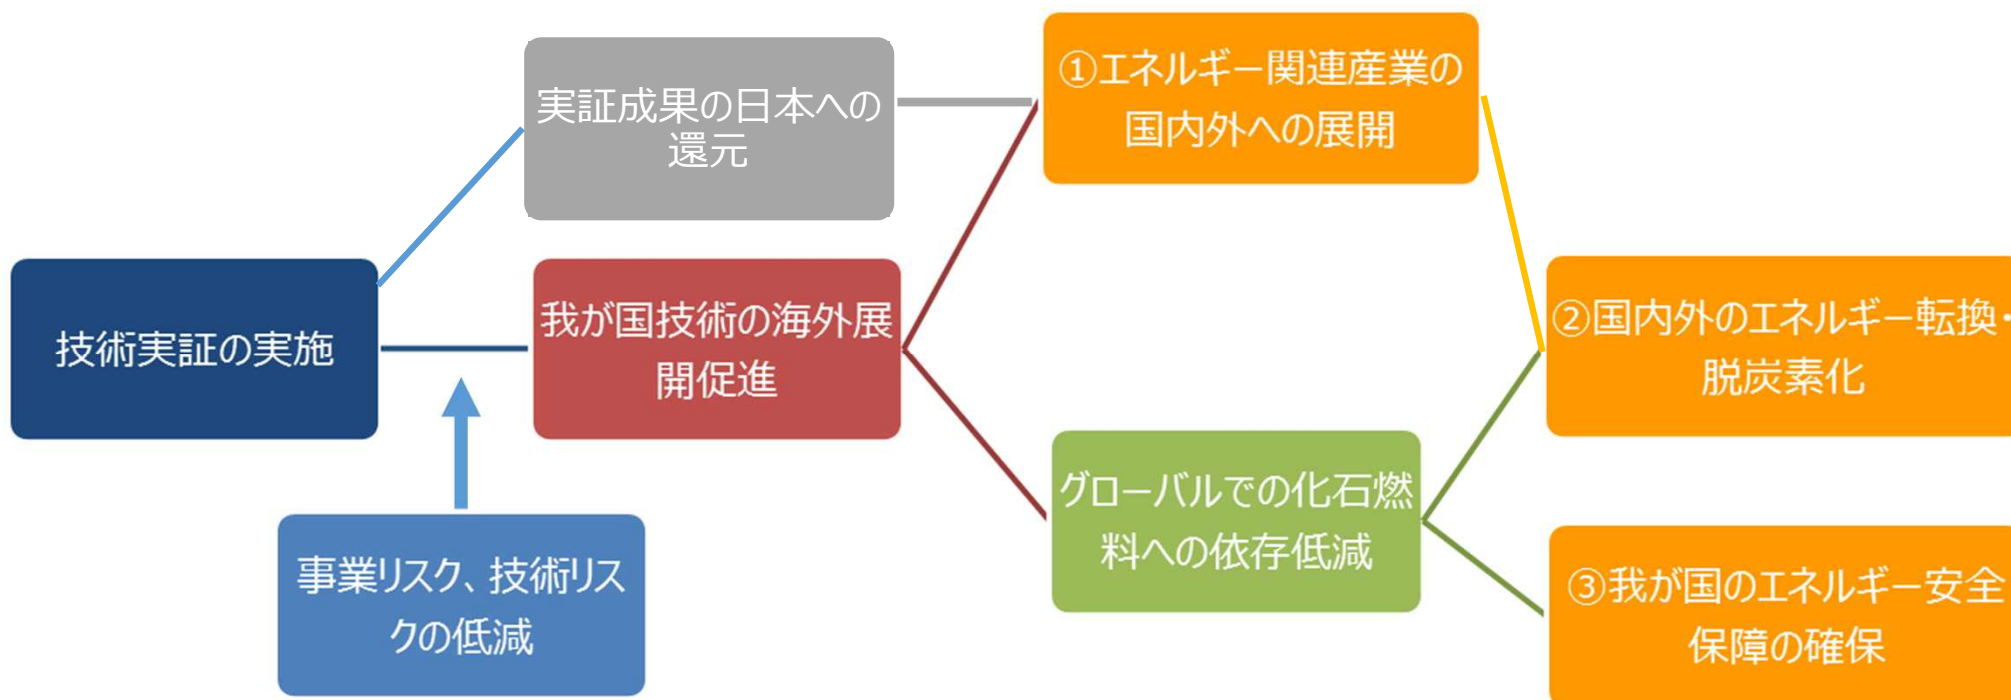 実証成果の日本への
還元
①エネルギー関連産業の
国内外への展開
技術実証の実施
我が国技術の海外展
開促進
②国内外のエネルギー転換・
脱炭素化
グローバルでの化石燃
料への依存低減
事業リスク、技術リス
クの低減
③我が国のエネルギー安全
保障の確保